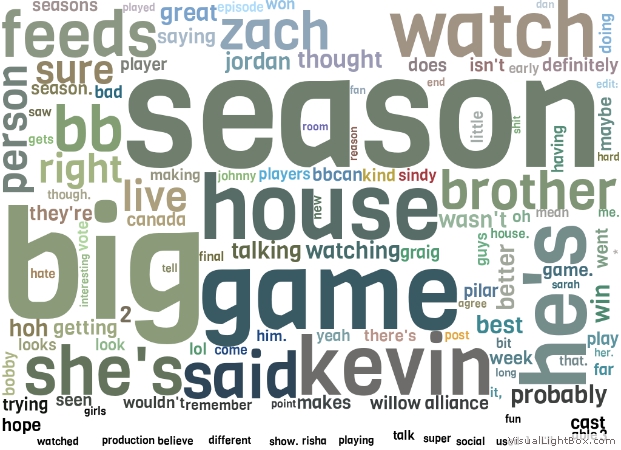 seasons played great episode won dan
feeds saying zach watch doing
sure player jordan thought does isn't early definitely
person season. bad season fan end edit:
saw bb room reason little shit having maybe
gets right hard
making johnny players bbcan kind sindy
though. live house new brother
they're canada wasn't oh mean me.
big vote interesting final talking watching graig guys house. better he's went
hate tell game game. sarah
pilar agree win
hoh getting 2 him. yeah there's post best play
looks look lol come bit her.
bobby she's said kevin week that. far
long it,
trying seen wouldn't remember point makes willow alliance probably
girls
hope fun cast
watched production believe different show. risha playing talk super social us able ?
VisualLightBox.com